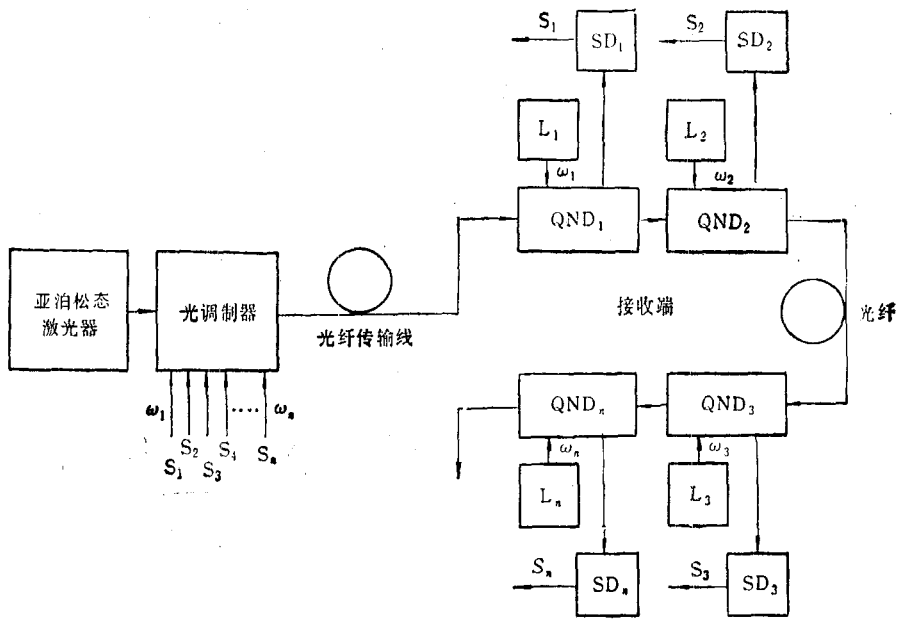 S₁
SD₁
S₂
SD₂
L₁
L₂
ω₁
ω₂
QND₁
QND₂
亚泊松态
激光器
光调制器
光纤传输线
接收端
光纤
ω₁
ωₙ
S₁
S₂
S₃
S₄
....
Sₙ
QNDₙ
QND₃
ωₙ
ω₃
Lₙ
L₃
Sₙ
SDₙ
S₃
SD₃